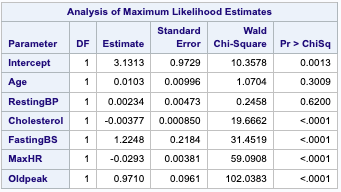 Analysis of Maximum Likelihood Estimates
Parameter DF Estimate Standard Error Wald Chi-Square Pr > ChiSq
Intercept 1 3.1313 0.9729 10.3578 0.0013
Age 1 0.0103 0.00996 1.0704 0.3009
RestingBP 1 0.00234 0.00473 0.2458 0.6200
Cholesterol 1 -0.00377 0.000850 19.6662 <.0001
FastingBS 1 1.2248 0.2184 31.4519 <.0001
MaxHR 1 -0.0293 0.00381 59.0908 <.0001
Oldpeak 1 0.9710 0.0961 102.0383 <.0001